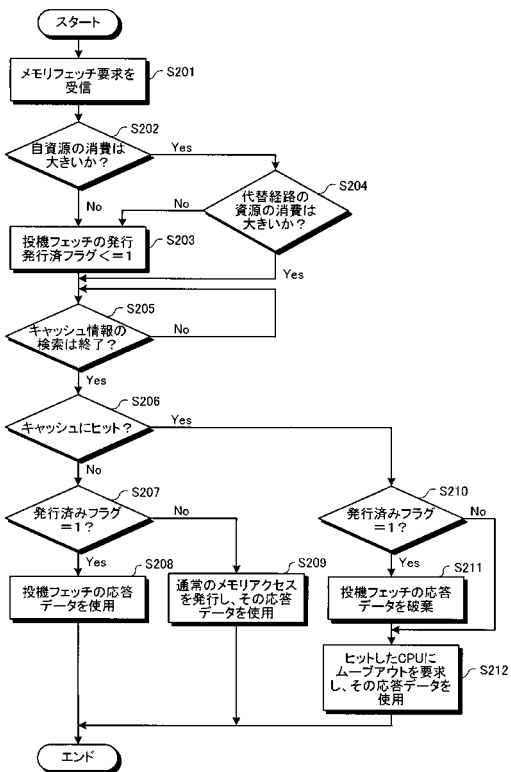 スタート
メモリフェッチ要求を
受信
S201
自資源の消費は
大きいか?
S202
Yes
No
代替経路の
資源の消費は
大きいか?
S204
No
Yes
投機フェッチの発行
発行済フラグ<=1
S203
キャッシュ情報の
検索は終了?
S205
No
Yes
キャッシュにヒット?
S206
Yes
No
発行済みフラグ
=1?
S207
No
Yes
発行済みフラグ
=1?
S210
No
Yes
投機フェッチの応答
データを使用
S208
通常のメモリアクセス
を発行し、その応答
データを使用
S209
投機フェッチの応答
データを破棄
S211
ヒットしたCPUに
ムーブアウトを要求
し、その応答データを
使用
S212
エンド